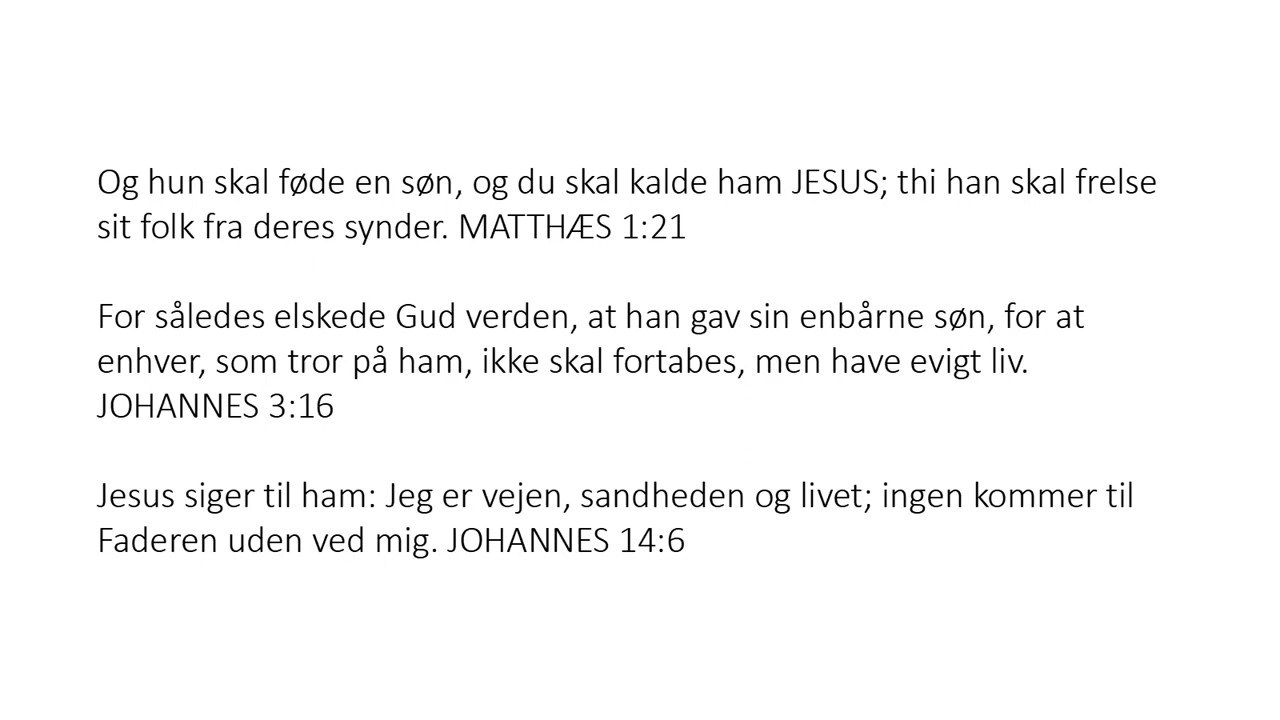 Og hun skal føde en søn, og du skal kalde ham JESUS; thi han skal frelse
sit folk fra deres synder. MATTHÆS 1:21
For således elskede Gud verden, at han gav sin enbårne søn, for at
enhver, som tror på ham, ikke skal fortabes, men have evigt liv.
JOHANNES 3:16
Jesus siger til ham: Jeg er vejen, sandheden og livet; ingen kommer til
Faderen uden ved mig. JOHANNES 14:6